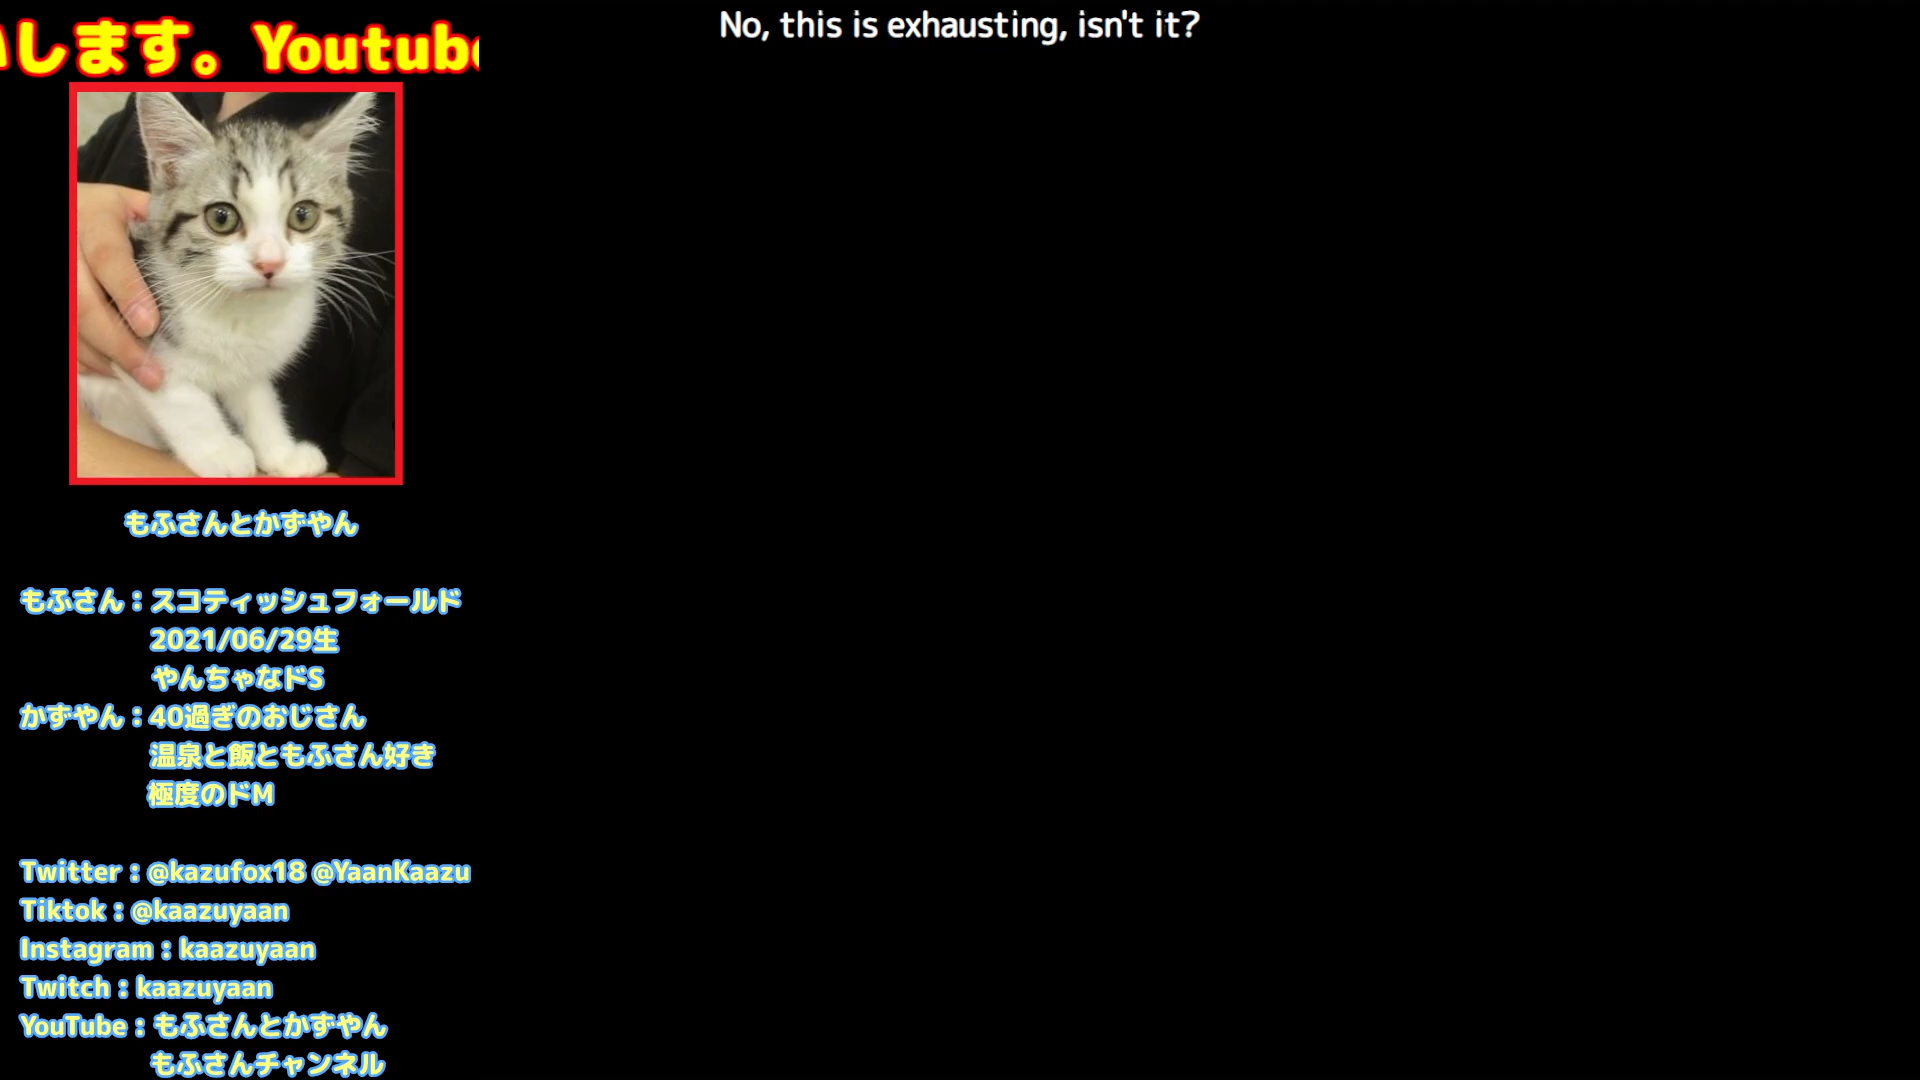 します。Youtube
No, this is exhausting, isn't it?
もふさんとかずやん
もふさん：スコティッシュフォールド
2021/06/29生
やんちゃなドS
かずやん：40過ぎのおじさん
温泉と飯ともふさん好き
極度のドM
Twitter：@kazufox18 @YaanKaazu
Tiktok：@kaazuyaan
Instagram：kaazuyaan
Twitch：kaazuyaan
YouTube：もふさんとかずやん
もふさんチャンネル